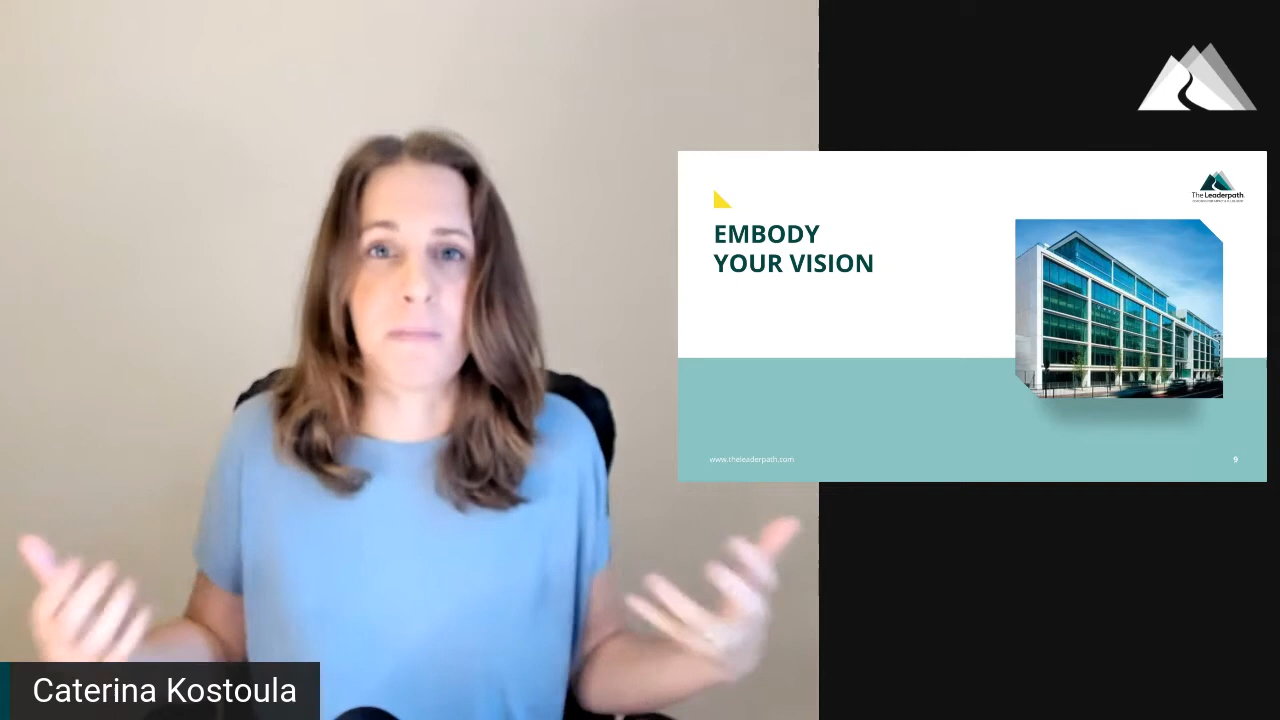 The Leaderpath
EMBODY
YOUR VISION
www.theleaderpath.com
9
Caterina Kostoula